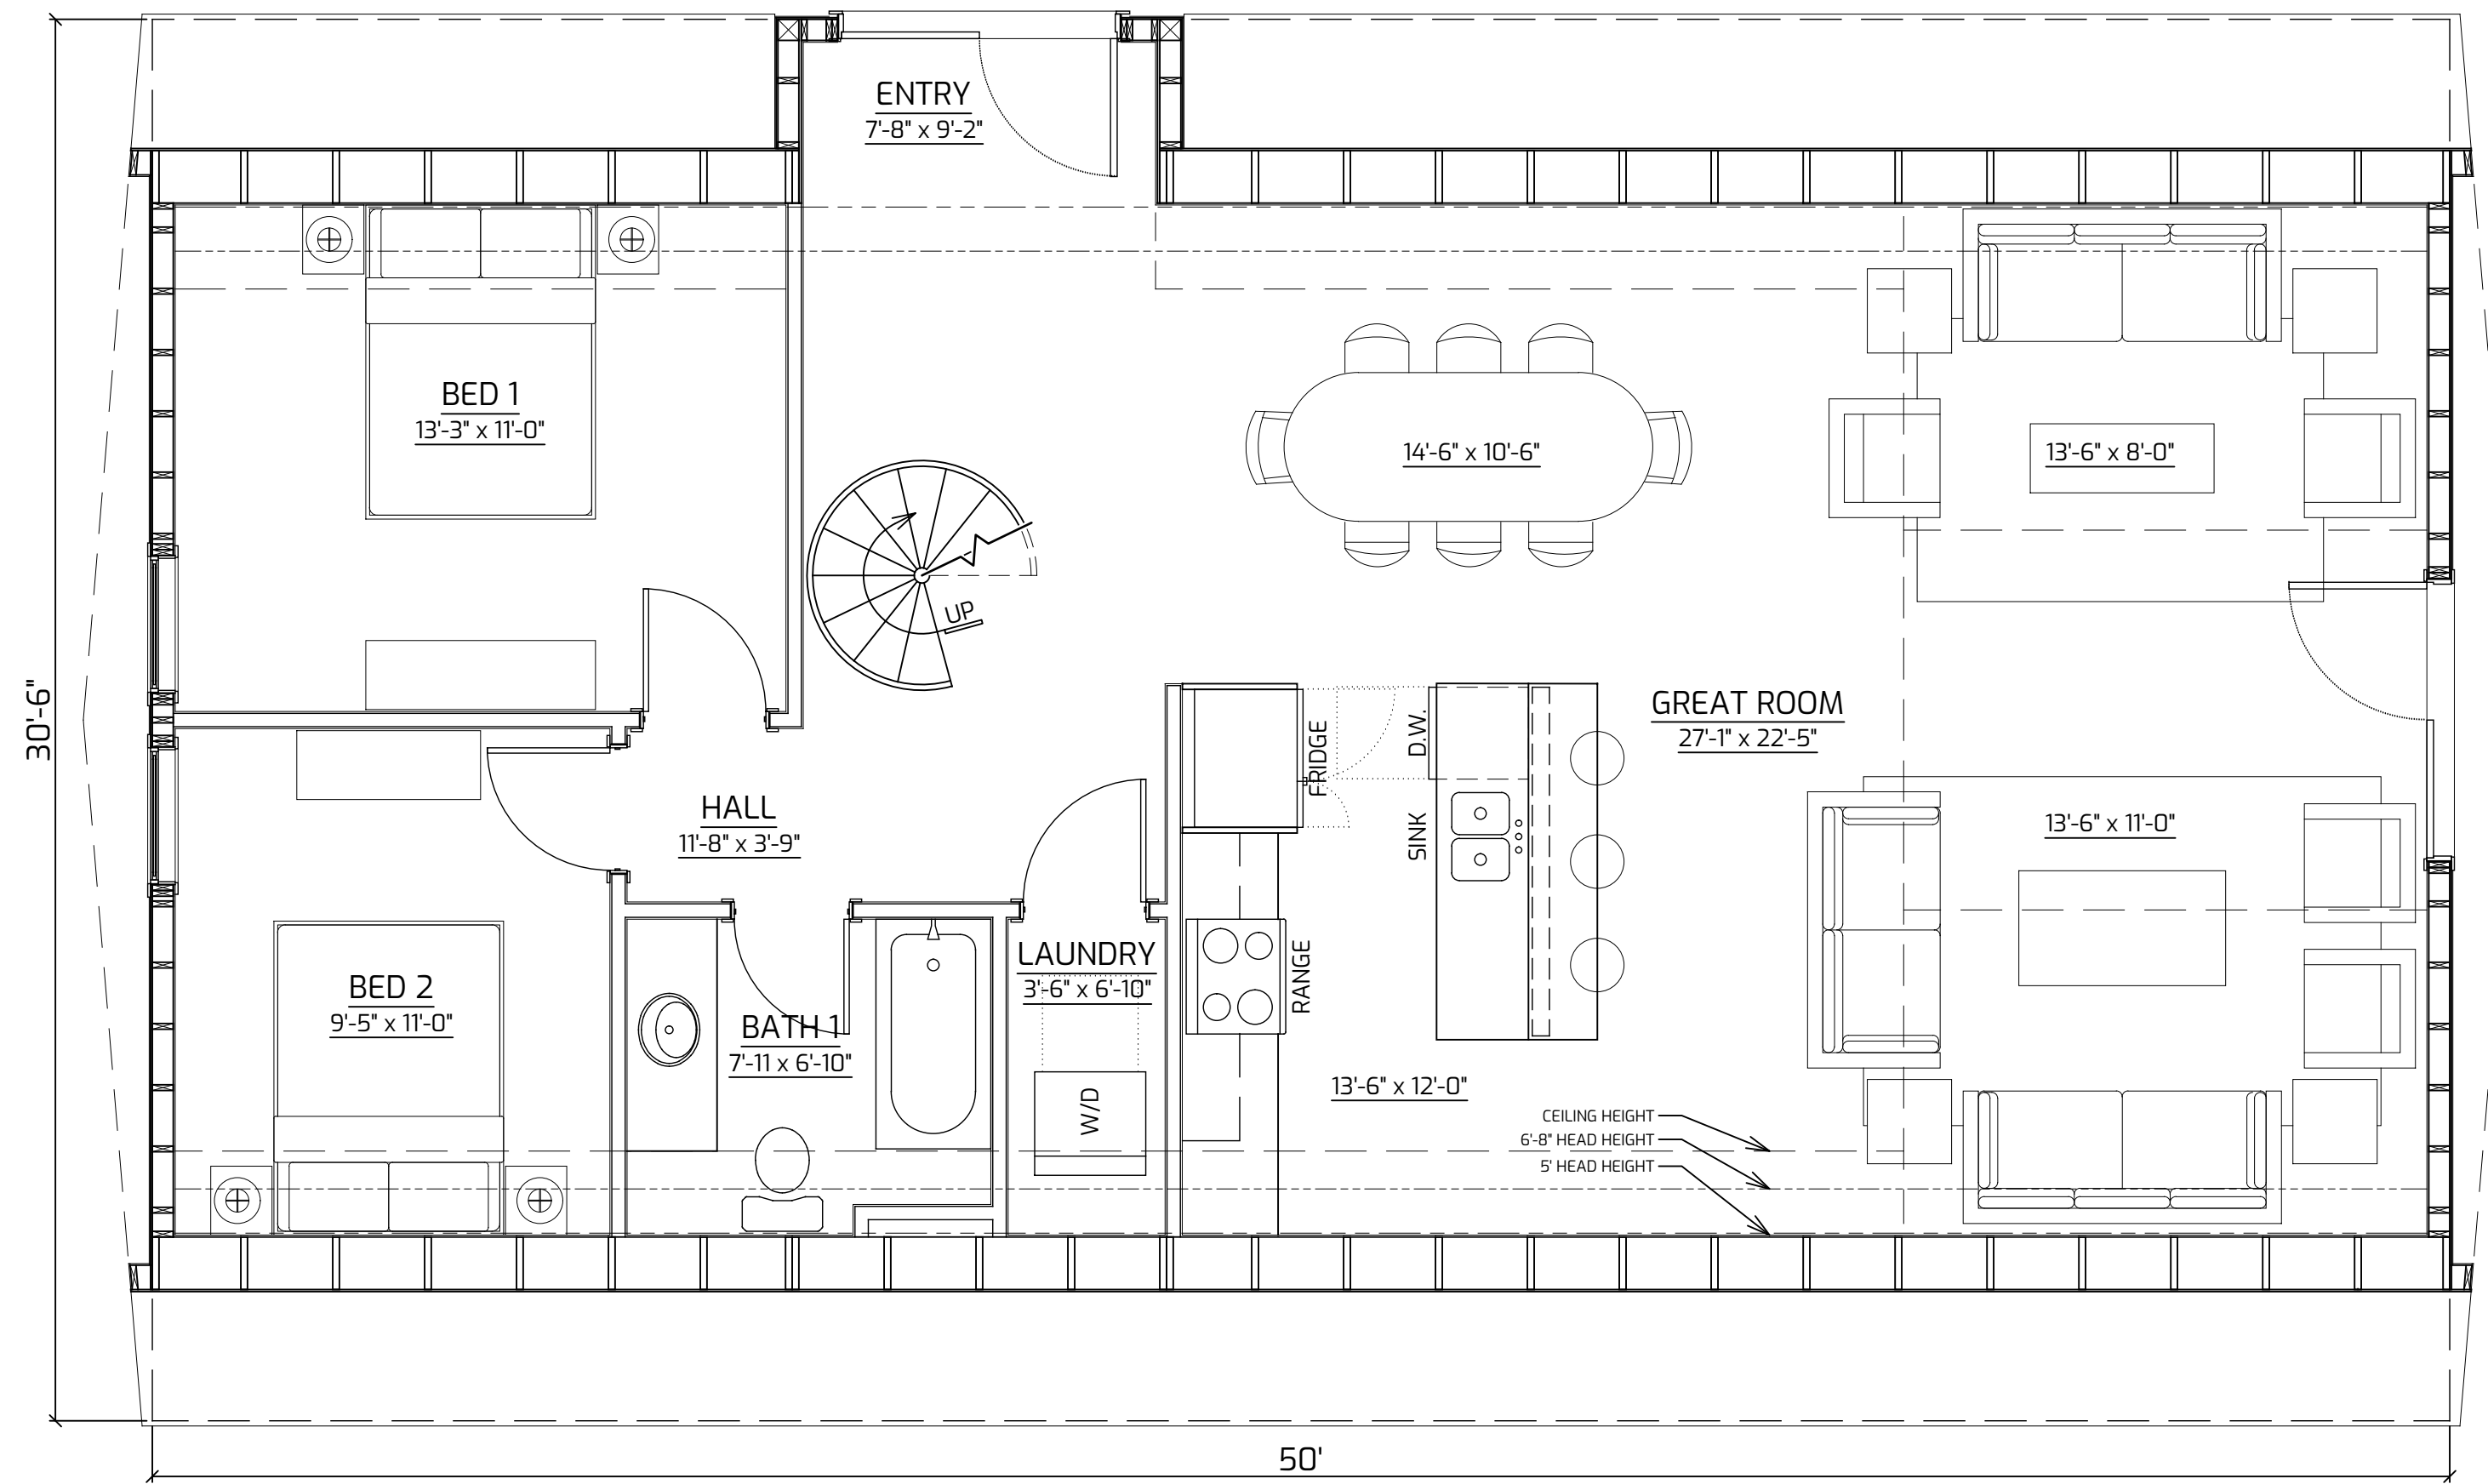 ENTRY
7'-8" x 9'-2"
BED 1
13'-3" x 11'-0"
14'-6" x 10'-6"
13'-6" x 8'-0"
UP
30'-6"
GREAT ROOM
27'-1" x 22'-5"
FRIDGE
D.W.
HALL
11'-8" x 3'-9"
SINK
13'-6" x 11'-0"
LAUNDRY
3'-6" x 6'-10"
RANGE
BED 2
9'-5" x 11'-0"
BATH 1
7'-11 x 6'-10"
W/D
13'-6" x 12'-0"
CEILING HEIGHT
6'-8" HEAD HEIGHT
5' HEAD HEIGHT
50'